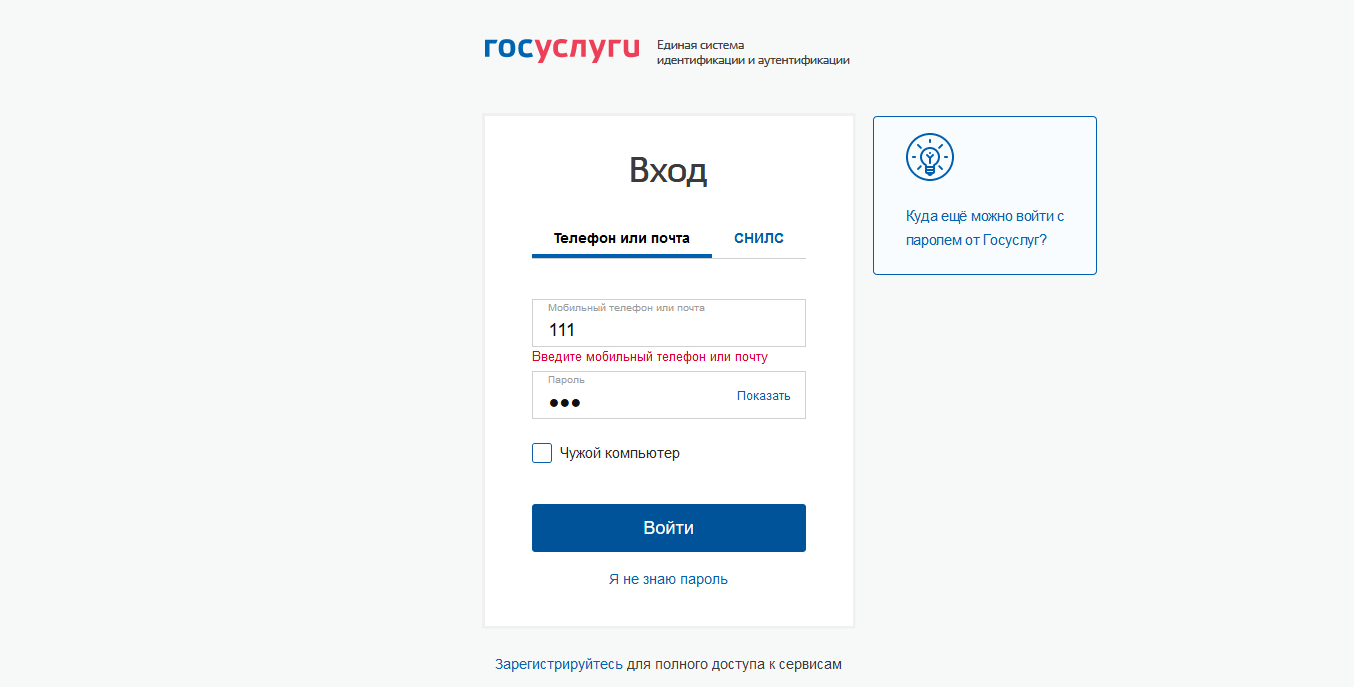 госуслуги
Единая система
идентификации и аутентификации
Вход
Телефон или почта
СНИЛС
Мобильный телефон или почта
111
Введите мобильный телефон или почту
Пароль
●●●
Показать
Чужой компьютер
Войти
Я не знаю пароль
Зарегистрируйтесь для полного доступа к сервисам
Куда ещё можно войти с
паролем от Госуслуг?